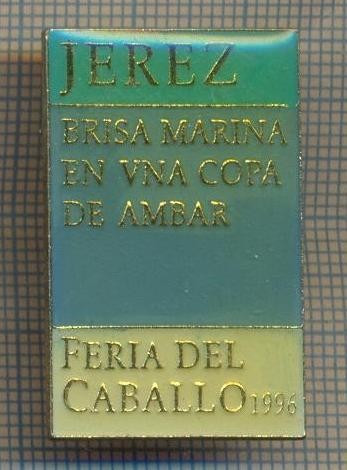 JEREZ
BRISA MARINA
EN VNA COPA
DE AMBAR
FERIA DEL
CABALLO 1996